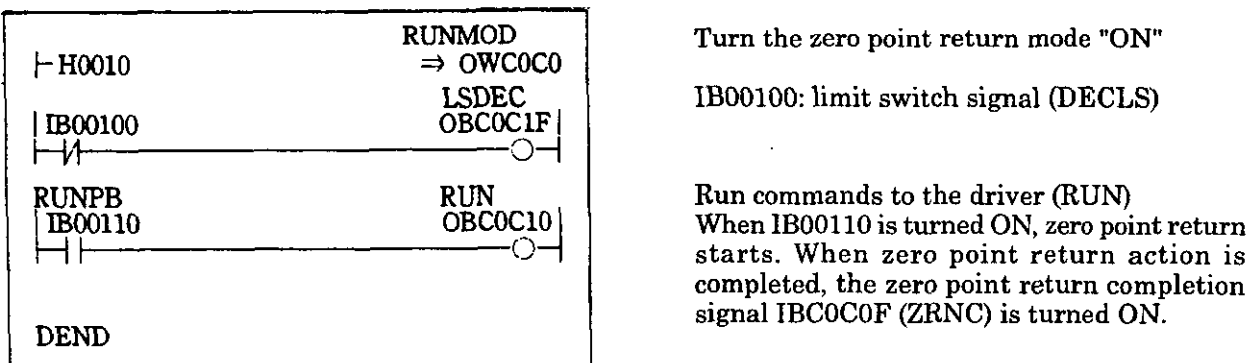 RUNMOD
⊢ H0010 ⇒ OWC0C0
LSDEC
IB00100 OBC0C1F
RUNPB RUN
IB00110 OBC0C10
DEND
Turn the zero point return mode "ON"
IB00100: limit switch signal (DECLS)
Run commands to the driver (RUN)
When IB00110 is turned ON, zero point return
starts. When zero point return action is
completed, the zero point return completion
signal IBC0C0F (ZRNC) is turned ON.